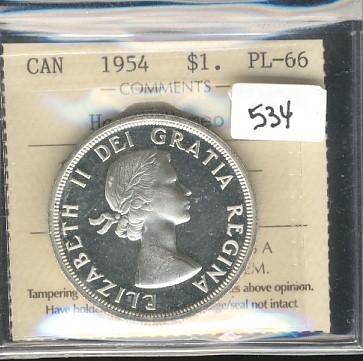 CAN 1954 $1. PL-66
COMMENTS
534
ELIZABETH II DEI GRATIA REGINA
A
EM.
Tampering above opinion.
Have seal not intact